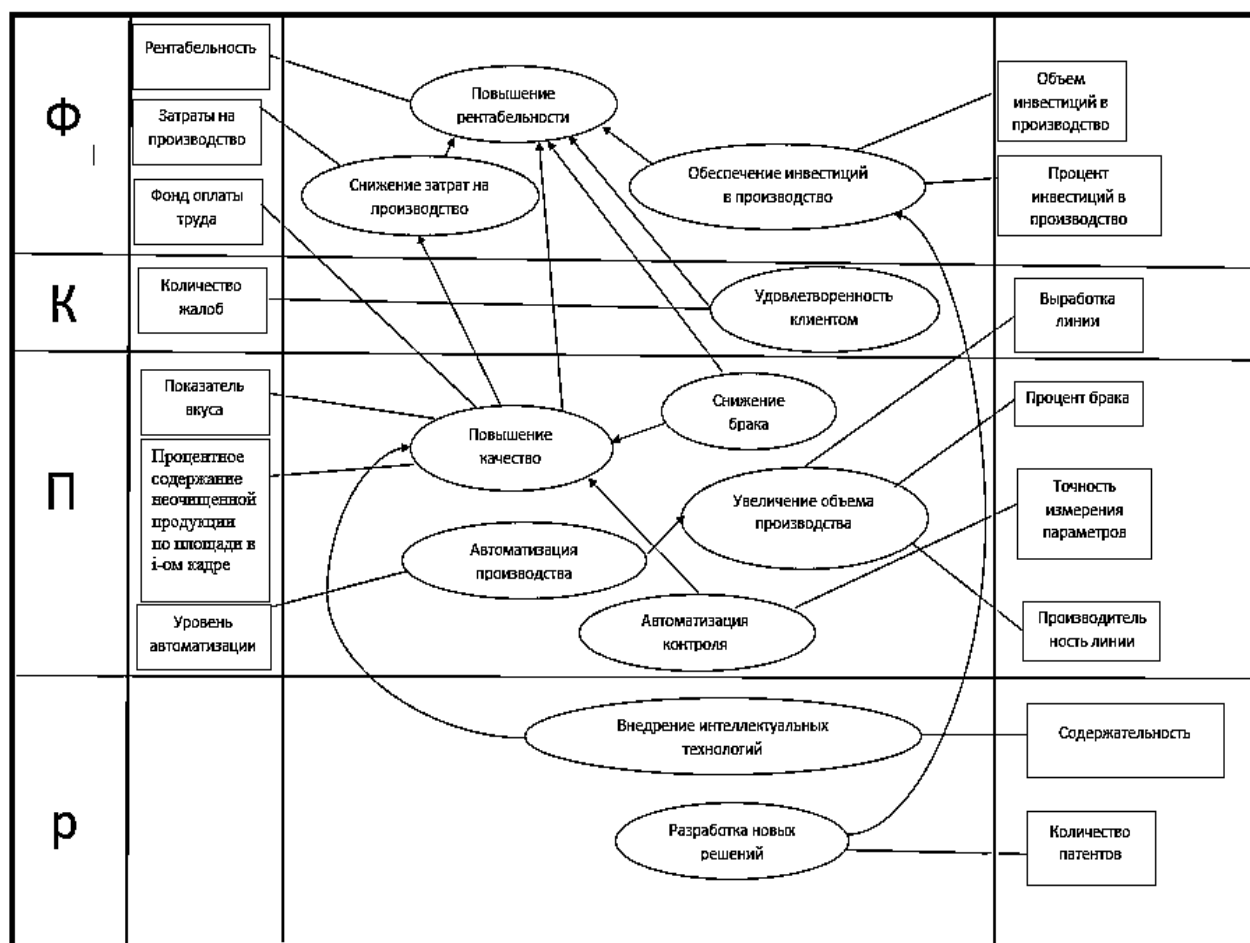 Ф
Рентабельность
Затраты на
производство
Фонд оплаты
труда
Повышение
рентабельности
Снижение затрат на
производство
Обеспечение инвестиций
в производство
Объем
инвестиций в
производство
Процент
инвестиций в
производство
К
Количество
жалоб
Удовлетворенность
клиентом
Выработка
линии
П
Показатель
вкуса
Процентное
содержание
неочищенной
продукции
по площади в
i-ом кадре
Уровень
автоматизации
Повышение
качество
Снижение
брака
Увеличение объема
производства
Автоматизация
производства
Автоматизация
контроля
Процент брака
Точность
измерения
параметров
Производитель
ность линии
р
Внедрение интеллектуальных
технологий
Содержательность
Разработка новых
решений
Количество
патентов